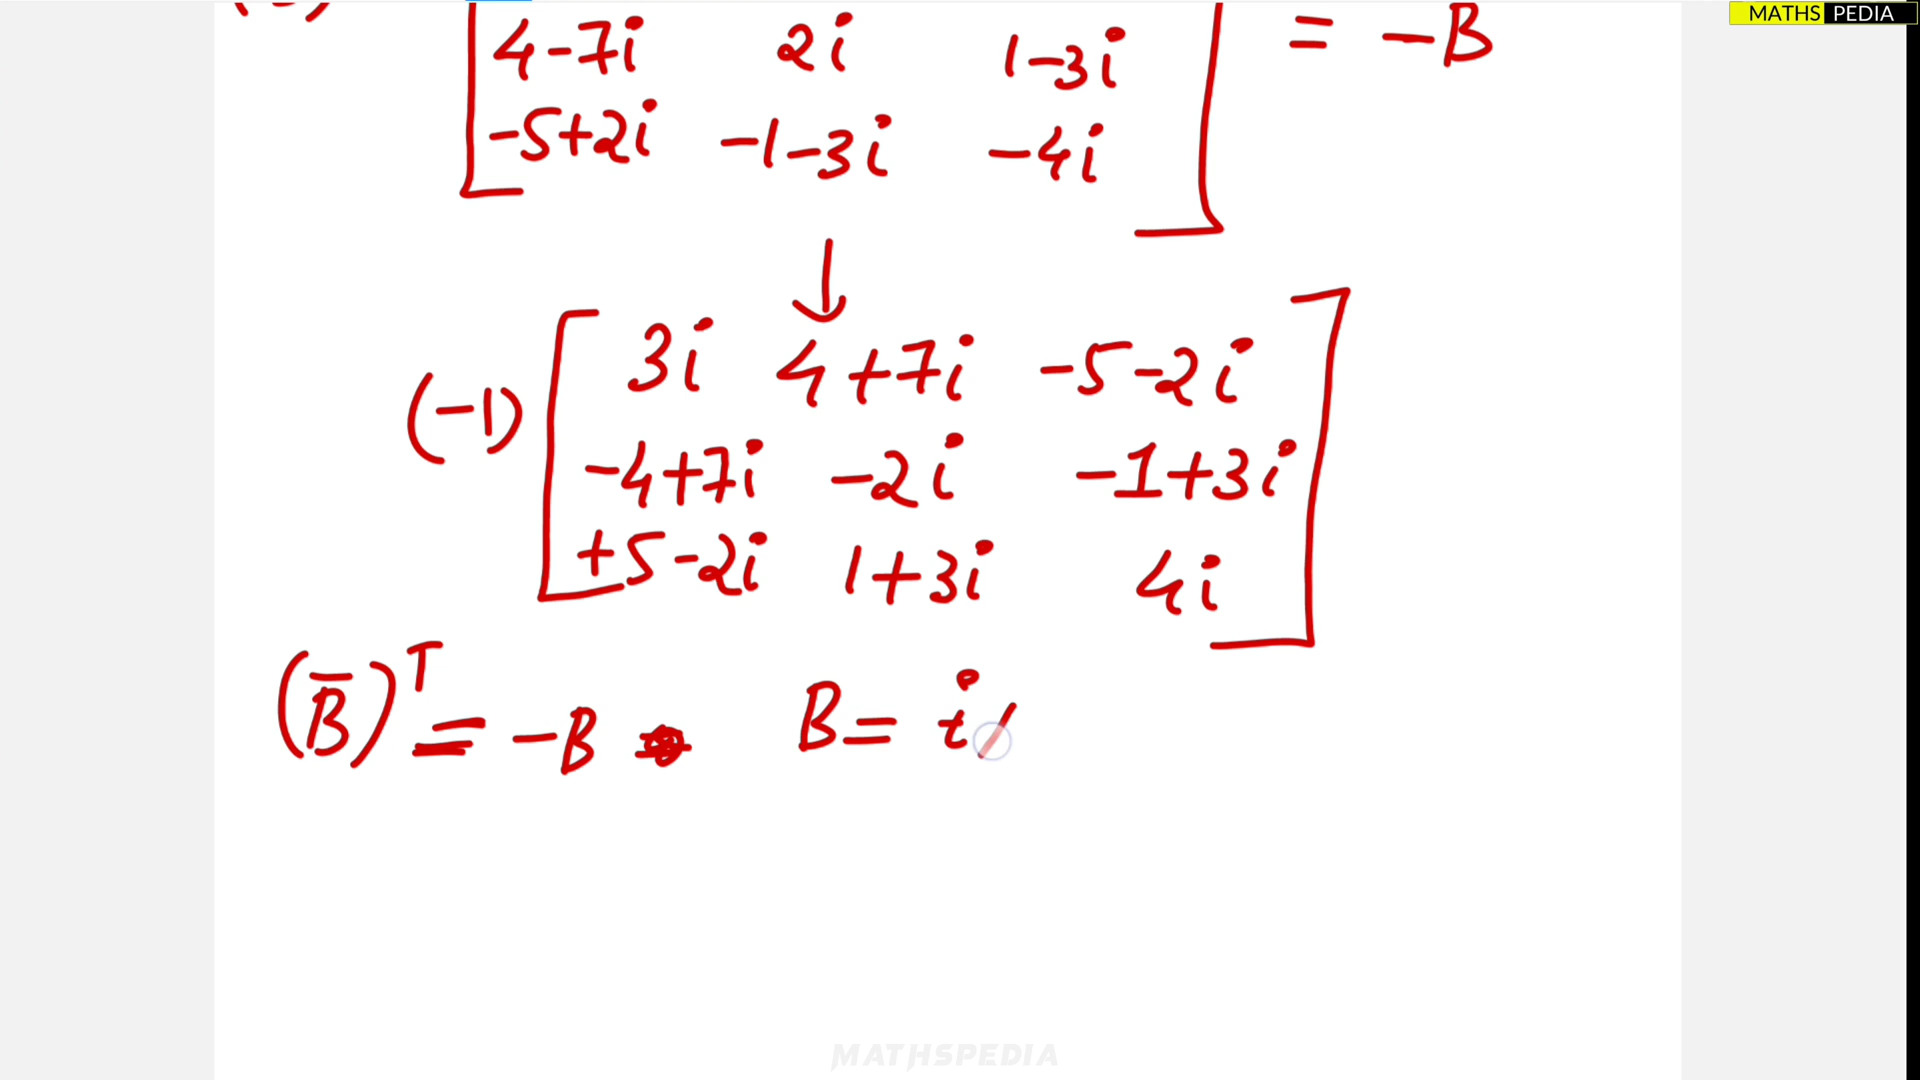 MATHS PEDIA
4-7i 2i 1-3i = -B
-5+2i -1-3i -4i
↓
(-1) [ 3i 4+7i -5-2i
-4+7i -2i -1+3i
+5-2i 1+3i 4i ]
(B̅)ᵀ = -B B = i
MATHSPEDIA